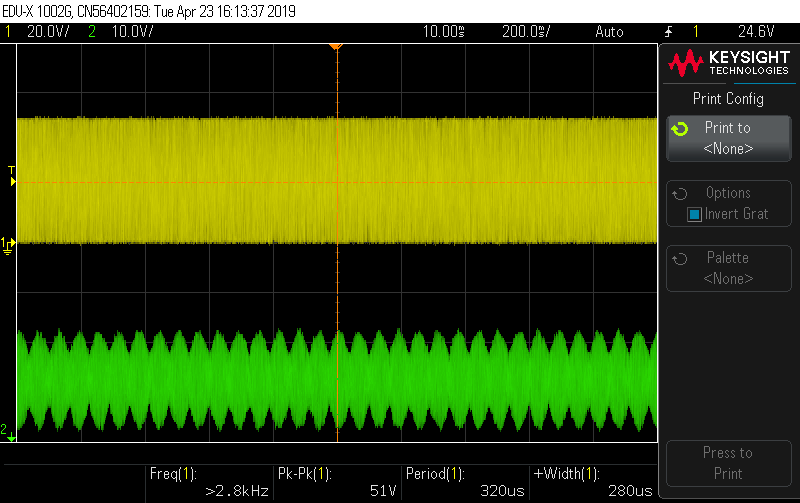 EDU-X 1002G, CN56402159: Tue Apr 23 16:13:37 2019
1 20.0V/ 2 10.0V/ 10.00s 200.0s/ Auto 1 24.6V
KEYSIGHT
TECHNOLOGIES
Print Config
Print to
<None>
Options
Invert Grat
Palette
<None>
T
1
2
Press to
Print
Freq(1): Pk-Pk(1): Period(1): +Width(1):
>2.8kHz 51V 320us 280us